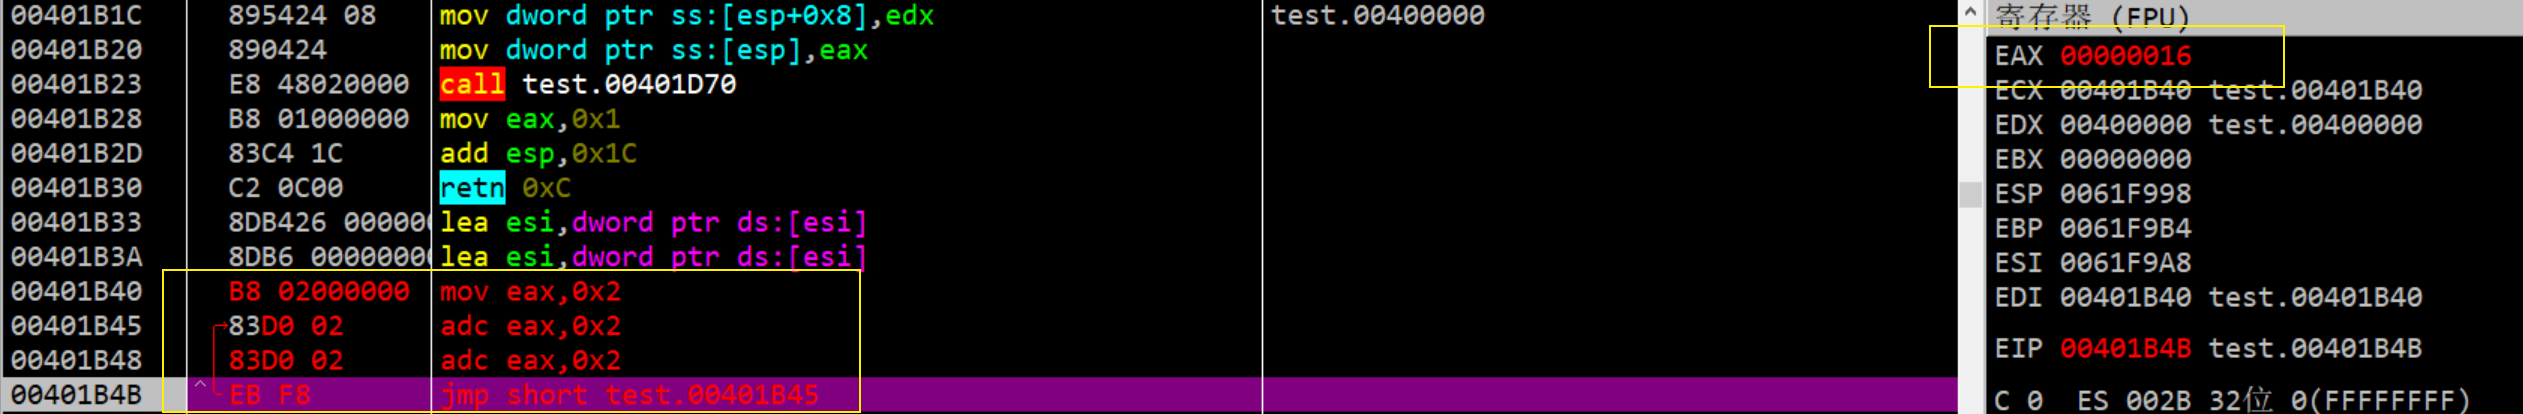 00401B1C 895424 08 mov dword ptr ss:[esp+0x8],edx test.00400000
00401B20 890424 mov dword ptr ss:[esp],eax
00401B23 E8 48020000 call test.00401D70
00401B28 B8 01000000 mov eax,0x1
00401B2D 83C4 1C add esp,0x1C
00401B30 C2 0C00 retn 0xC
00401B33 8DB426 000000 lea esi,dword ptr ds:[esi]
00401B3A 8DB6 00000000 lea esi,dword ptr ds:[esi]
00401B40 B8 02000000 mov eax,0x2
00401B45 83D0 02 adc eax,0x2
00401B48 83D0 02 adc eax,0x2
00401B4B ^ EB F8 jmp short test.00401B45
寄存器 (FPU)
EAX 00000016
ECX 00401B40 test.00401B40
EDX 00400000 test.00400000
EBX 00000000
ESP 0061F998
EBP 0061F9B4
ESI 0061F9A8
EDI 00401B40 test.00401B40
EIP 00401B4B test.00401B4B
C 0 ES 002B 32位 0(FFFFFFFF)